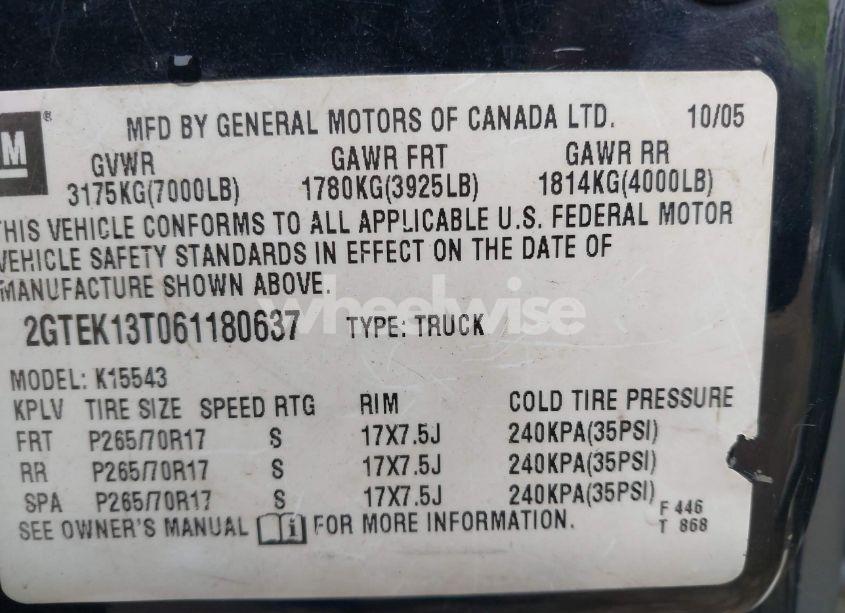 M ®
MFD BY GENERAL MOTORS OF CANADA LTD. 10/05
GVWR GAWR FRT GAWR RR
3175KG(7000LB) 1780KG(3925LB) 1814KG(4000LB)
THIS VEHICLE CONFORMS TO ALL APPLICABLE U.S. FEDERAL MOTOR
VEHICLE SAFETY STANDARDS IN EFFECT ON THE DATE OF
MANUFACTURE SHOWN ABOVE.
wheelwise
2GTEK13T061180637 TYPE: TRUCK
MODEL: K15543
KPLV TIRE SIZE SPEED RTG RIM COLD TIRE PRESSURE
FRT P265/70R17 S 17X7.5J 240KPA(35PSI)
RR P265/70R17 S 17X7.5J 240KPA(35PSI)
SPA P265/70R17 S 17X7.5J 240KPA(35PSI)
SEE OWNER'S MANUAL i FOR MORE INFORMATION.
F 446
T 868